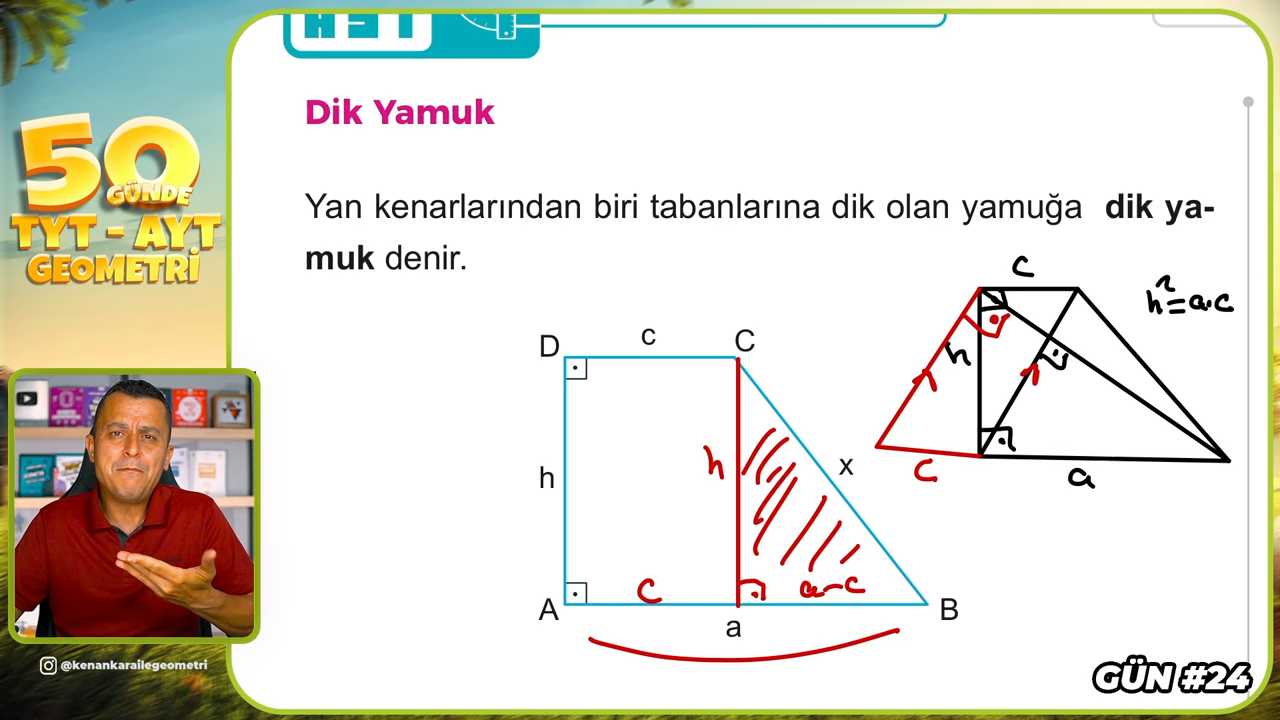 50
GÜNDE
TYT - AYT
GEOMETRİ
Dik Yamuk
Yan kenarlarından biri tabanlarına dik olan yamuğa dik ya-
muk denir.
c
h²=a.c
h
c
a
D
c
C
h
h
x
A
c
a-c
B
a
@kenankarailegeometri
GÜN #24